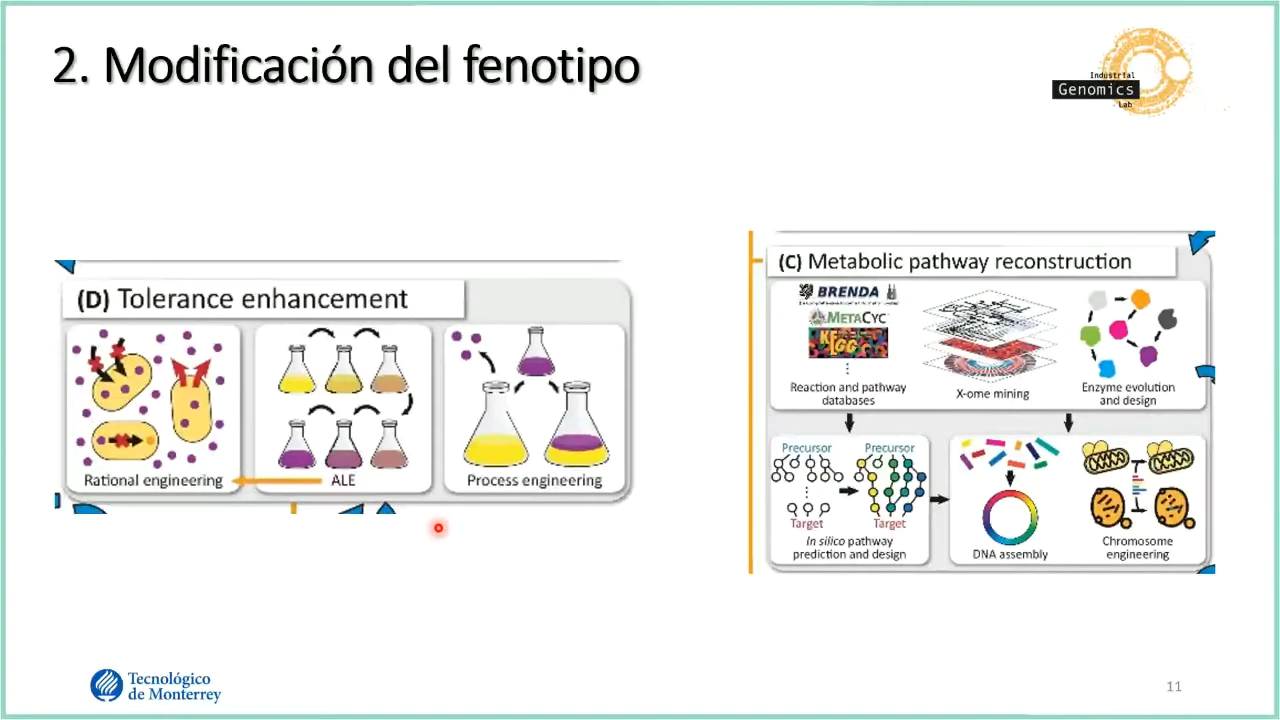 2. Modificación del fenotipo
Industrial
Genomics
Lab
(D) Tolerance enhancement
Rational engineering
ALE
Process engineering
(C) Metabolic pathway reconstruction
BRENDA
METACYC
KEGG
Reaction and pathway
databases
X-ome mining
Enzyme evolution
and design
Precursor
Precursor
Target
Target
In silico pathway
prediction and design
DNA assembly
Chromosome
engineering
Tecnológico
de Monterrey
11